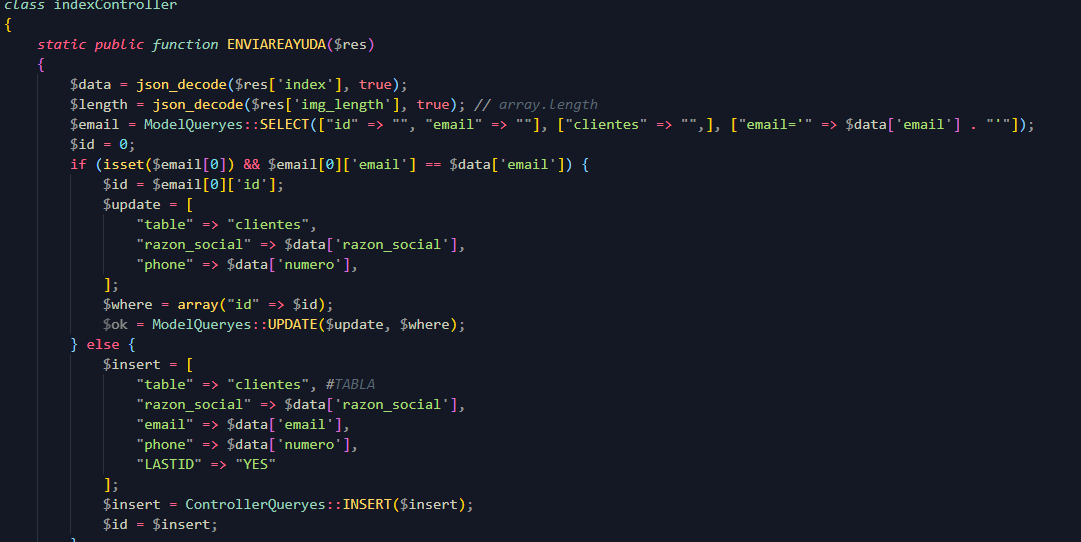 class indexController
{
    static public function ENVIAREAYUDA($res)
    {
        $data = json_decode($res['index'], true);
        $length = json_decode($res['img_length'], true); // array.length
        $email = ModelQueryes::SELECT(["id" => "", "email" => ""], ["clientes" => "",], ["email='" => $data['email'] . "'"]);
        $id = 0;
        if (isset($email[0]) && $email[0]['email'] == $data['email']) {
            $id = $email[0]['id'];
            $update = [
                "table" => "clientes",
                "razon_social" => $data['razon_social'],
                "phone" => $data['numero'],
            ];
            $where = array("id" => $id);
            $ok = ModelQueryes::UPDATE($update, $where);
        } else {
            $insert = [
                "table" => "clientes", #TABLA
                "razon_social" => $data['razon_social'],
                "email" => $data['email'],
                "phone" => $data['numero'],
                "LASTID" => "YES"
            ];
            $insert = ControllerQueryes::INSERT($insert);
            $id = $insert;
        }